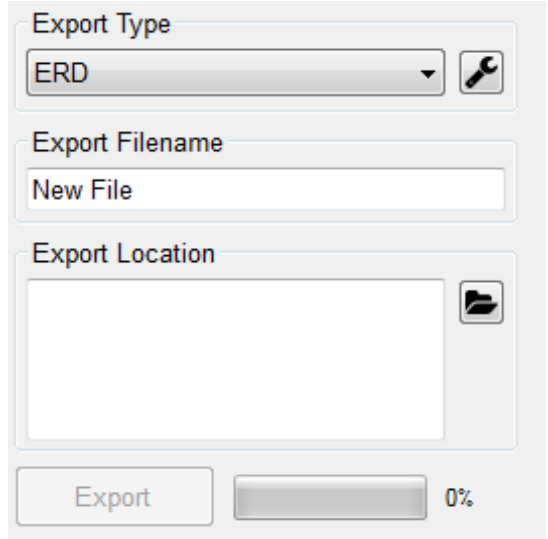 Export Type
ERD
Export Filename
New File
Export Location
Export
0%